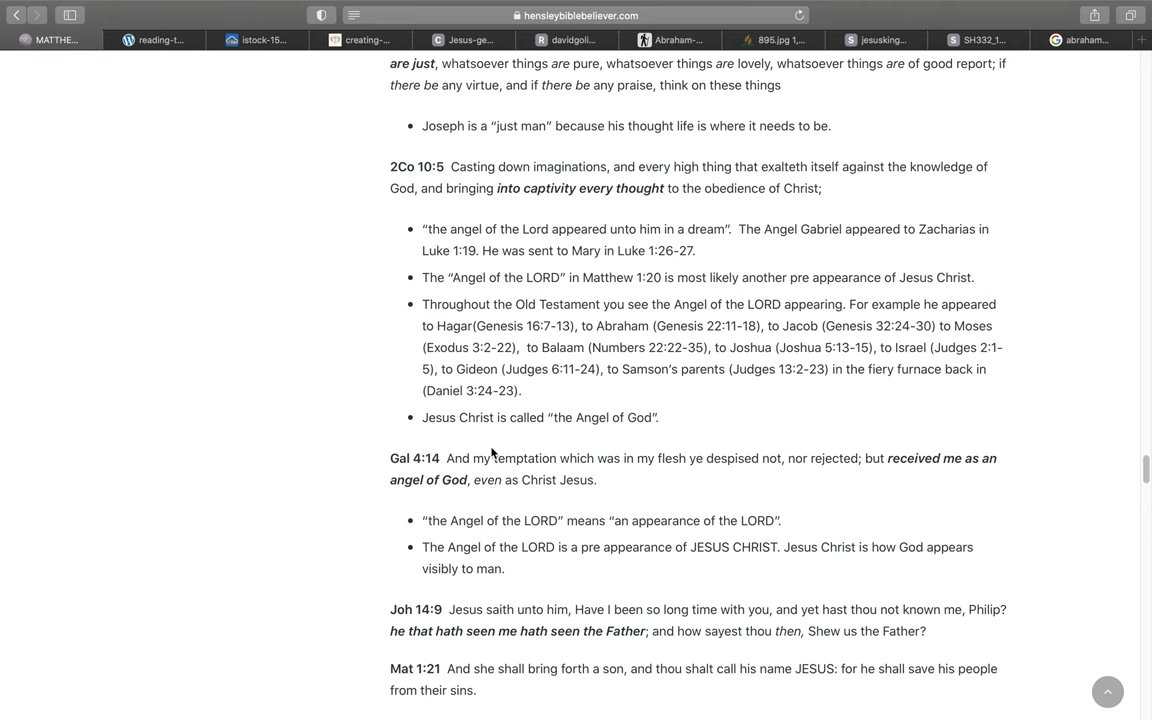 hensleybiblebeliever.com
MATTHE...
reading-t...
istock-15...
creating-...
Jesus-ge...
davidgoli...
Abraham-...
895.jpg 1,...
jesusking...
SH332_1...
abraham...
are just, whatsoever things are pure, whatsoever things are lovely, whatsoever things are of good report; if
there be any virtue, and if there be any praise, think on these things
• Joseph is a “just man” because his thought life is where it needs to be.
2Co 10:5  Casting down imaginations, and every high thing that exalteth itself against the knowledge of
God, and bringing into captivity every thought to the obedience of Christ;
• “the angel of the Lord appeared unto him in a dream”.  The Angel Gabriel appeared to Zacharias in
Luke 1:19. He was sent to Mary in Luke 1:26-27.
• The “Angel of the LORD” in Matthew 1:20 is most likely another pre appearance of Jesus Christ.
• Throughout the Old Testament you see the Angel of the LORD appearing. For example he appeared
to Hagar(Genesis 16:7-13), to Abraham (Genesis 22:11-18), to Jacob (Genesis 32:24-30) to Moses
(Exodus 3:2-22),  to Balaam (Numbers 22:22-35), to Joshua (Joshua 5:13-15), to Israel (Judges 2:1-
5), to Gideon (Judges 6:11-24), to Samson’s parents (Judges 13:2-23) in the fiery furnace back in
(Daniel 3:24-23).
• Jesus Christ is called “the Angel of God”.
Gal 4:14  And my temptation which was in my flesh ye despised not, nor rejected; but received me as an
angel of God, even as Christ Jesus.
• “the Angel of the LORD” means “an appearance of the LORD”.
• The Angel of the LORD is a pre appearance of JESUS CHRIST. Jesus Christ is how God appears
visibly to man.
Joh 14:9  Jesus saith unto him, Have I been so long time with you, and yet hast thou not known me, Philip?
he that hath seen me hath seen the Father; and how sayest thou then, Shew us the Father?
Mat 1:21  And she shall bring forth a son, and thou shalt call his name JESUS: for he shall save his people
from their sins.